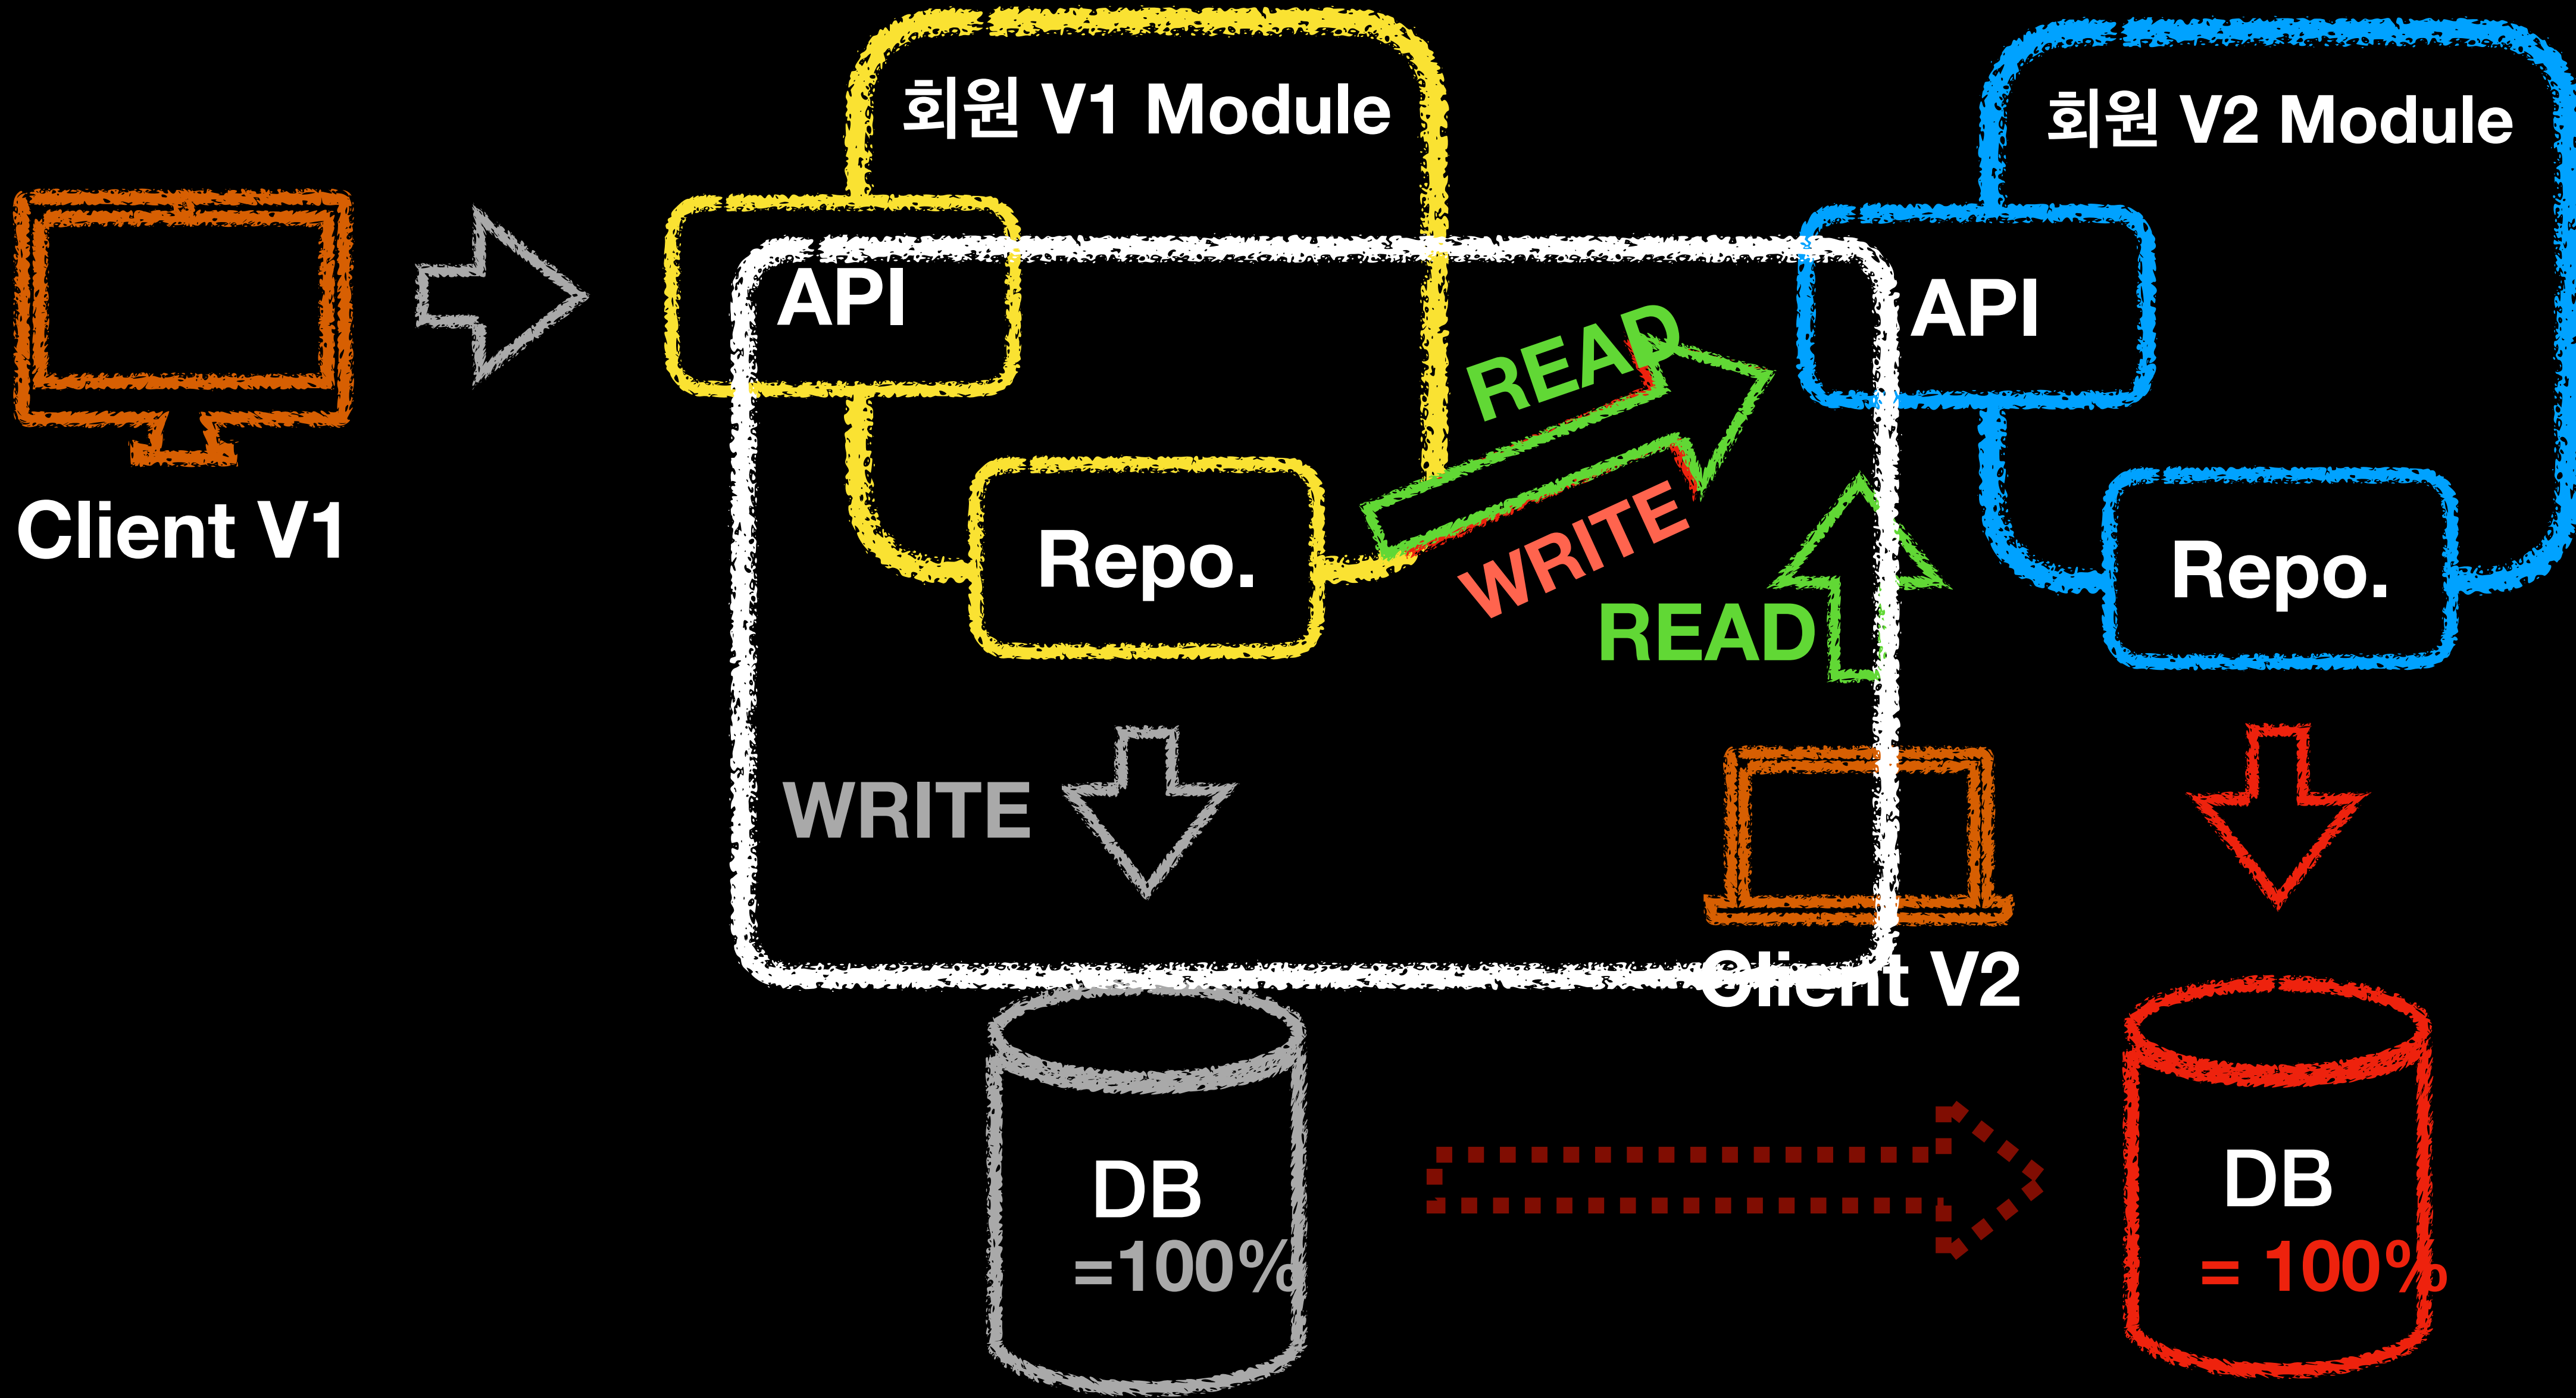 회원 V1 Module
회원 V2 Module
API
API
READ
Client V1
Repo.
WRITE
Repo.
READ
WRITE
Client V2
DB
=100%
DB
= 100%